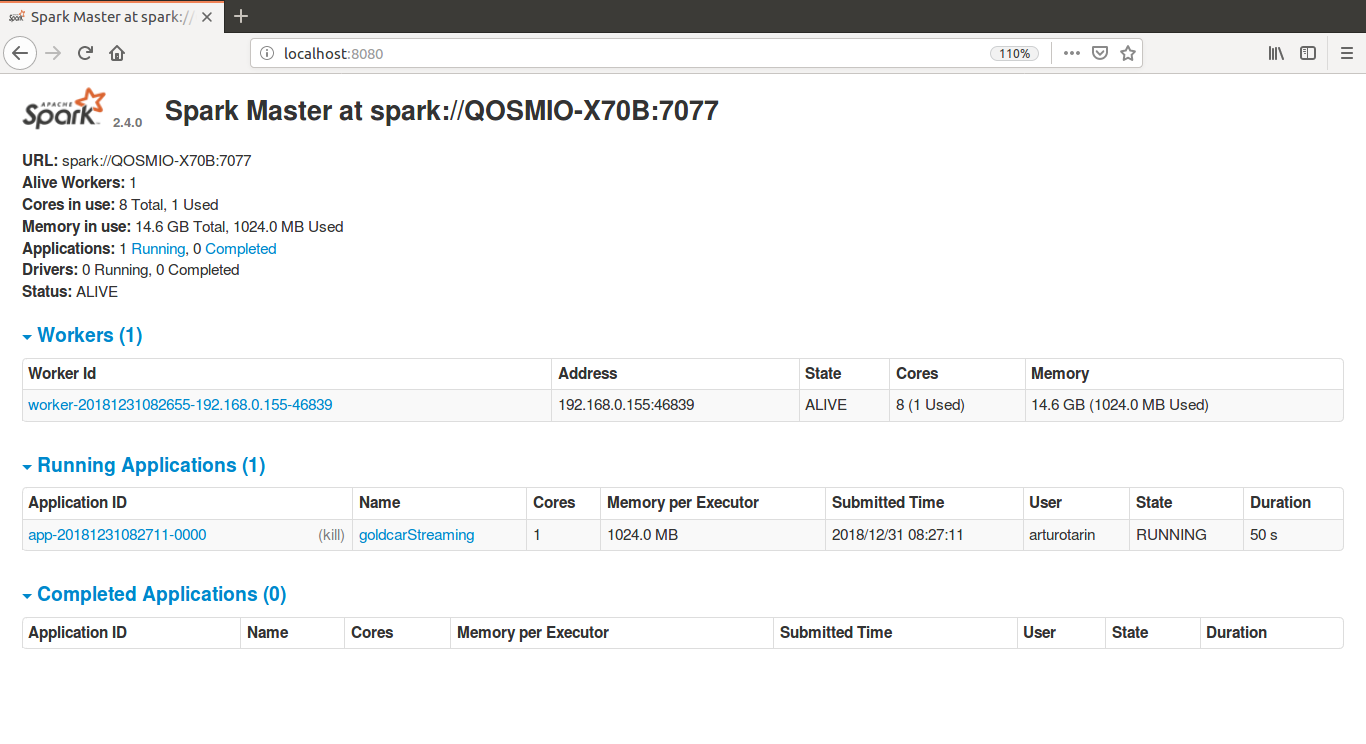 Spark Master at spark://
localhost:8080
110%
APACHE Spark 2.4.0
Spark Master at spark://QOSMIO-X70B:7077
URL: spark://QOSMIO-X70B:7077
Alive Workers: 1
Cores in use: 8 Total, 1 Used
Memory in use: 14.6 GB Total, 1024.0 MB Used
Applications: 1 Running, 0 Completed
Drivers: 0 Running, 0 Completed
Status: ALIVE
Workers (1)
Worker Id Address State Cores Memory
worker-20181231082655-192.168.0.155-46839 192.168.0.155:46839 ALIVE 8 (1 Used) 14.6 GB (1024.0 MB Used)
Running Applications (1)
Application ID Name Cores Memory per Executor Submitted Time User State Duration
app-20181231082711-0000 (kill) goldcarStreaming 1 1024.0 MB 2018/12/31 08:27:11 arturotarin RUNNING 50 s
Completed Applications (0)
Application ID Name Cores Memory per Executor Submitted Time User State Duration